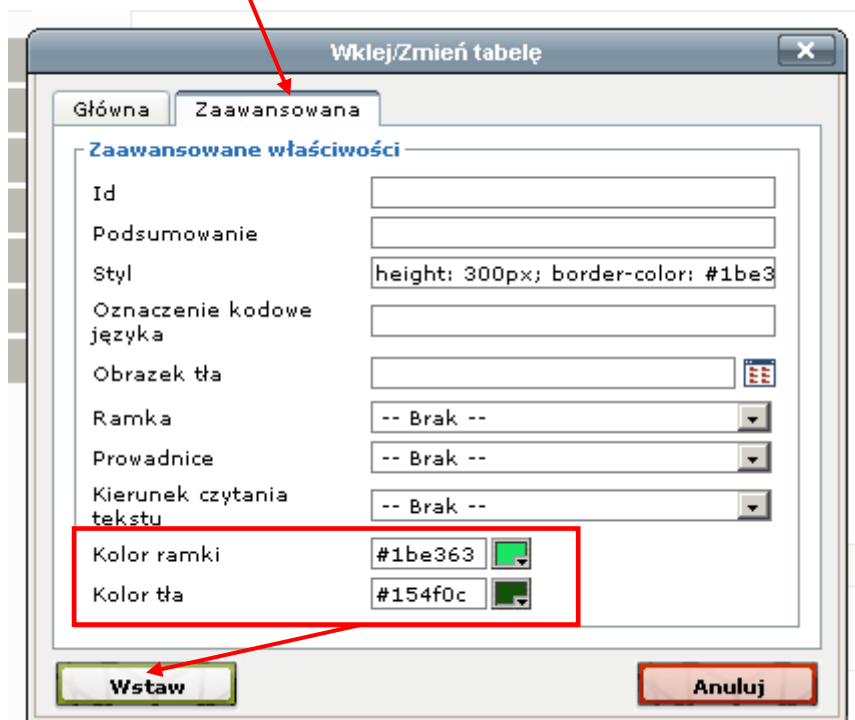 Wklej/Zmień tabelę
Główna
Zaawansowana
Zaawansowane właściwości
Id
Podsumowanie
Styl
height: 300px; border-color: #1be3
Oznaczenie kodowe
języka
Obrazek tła
Ramka
-- Brak --
Prowadnice
-- Brak --
Kierunek czytania
tekstu
-- Brak --
Kolor ramki
#1be363
Kolor tła
#154f0c
Wstaw
Anuluj